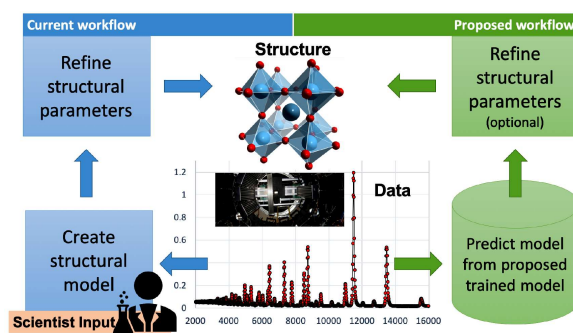 Current workflow
Proposed workflow
Refine
structural
parameters
Structure
Refine
structural
parameters
(optional)
Data
1.2
1
0.8
0.6
0.4
0.2
0
2000 4000 6000 8000 10000 12000 14000 16000
Create
structural
model
Predict model
from proposed
trained model
Scientist Input